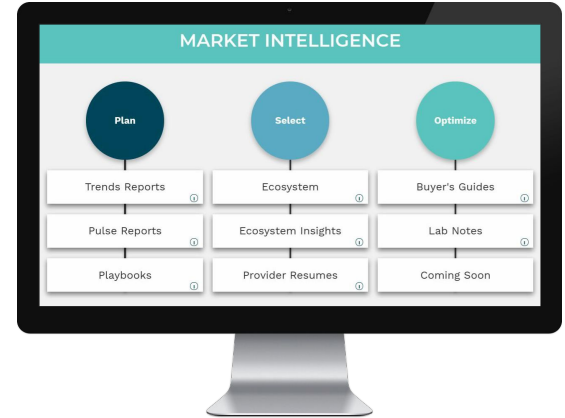 MARKET INTELLIGENCE
Plan
Select
Optimize
Trends Reports
Ecosystem
Buyer's Guides
Pulse Reports
Ecosystem Insights
Lab Notes
Playbooks
Provider Resumes
Coming Soon